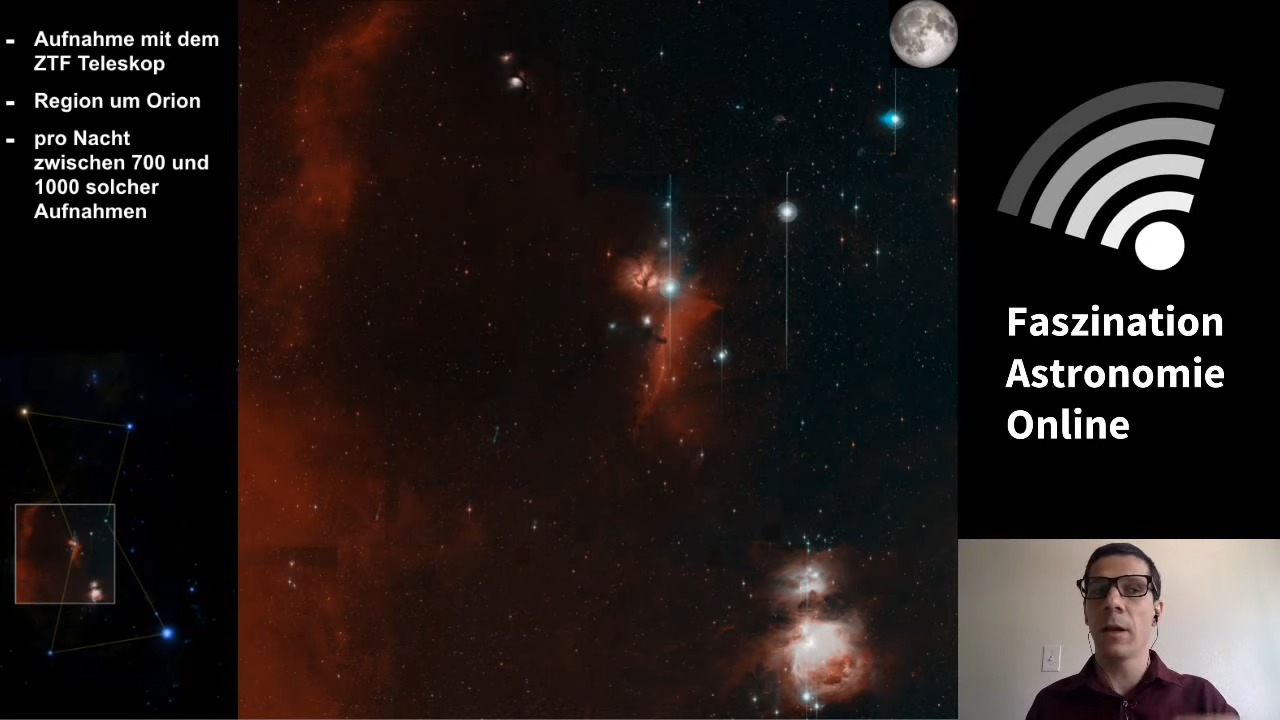 - Aufnahme mit dem
ZTF Teleskop
- Region um Orion
- pro Nacht
zwischen 700 und
1000 solcher
Aufnahmen
Faszination
Astronomie
Online